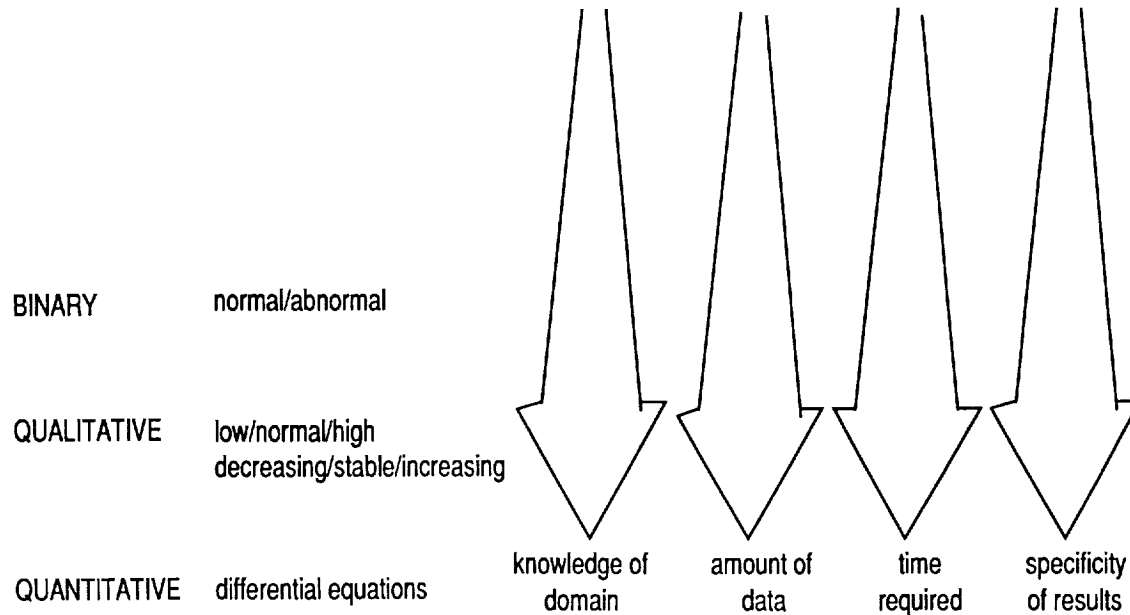 BINARY normal/abnormal
QUALITATIVE low/normal/high
decreasing/stable/increasing
QUANTITATIVE differential equations
knowledge of
domain
amount of
data
time
required
specificity
of results